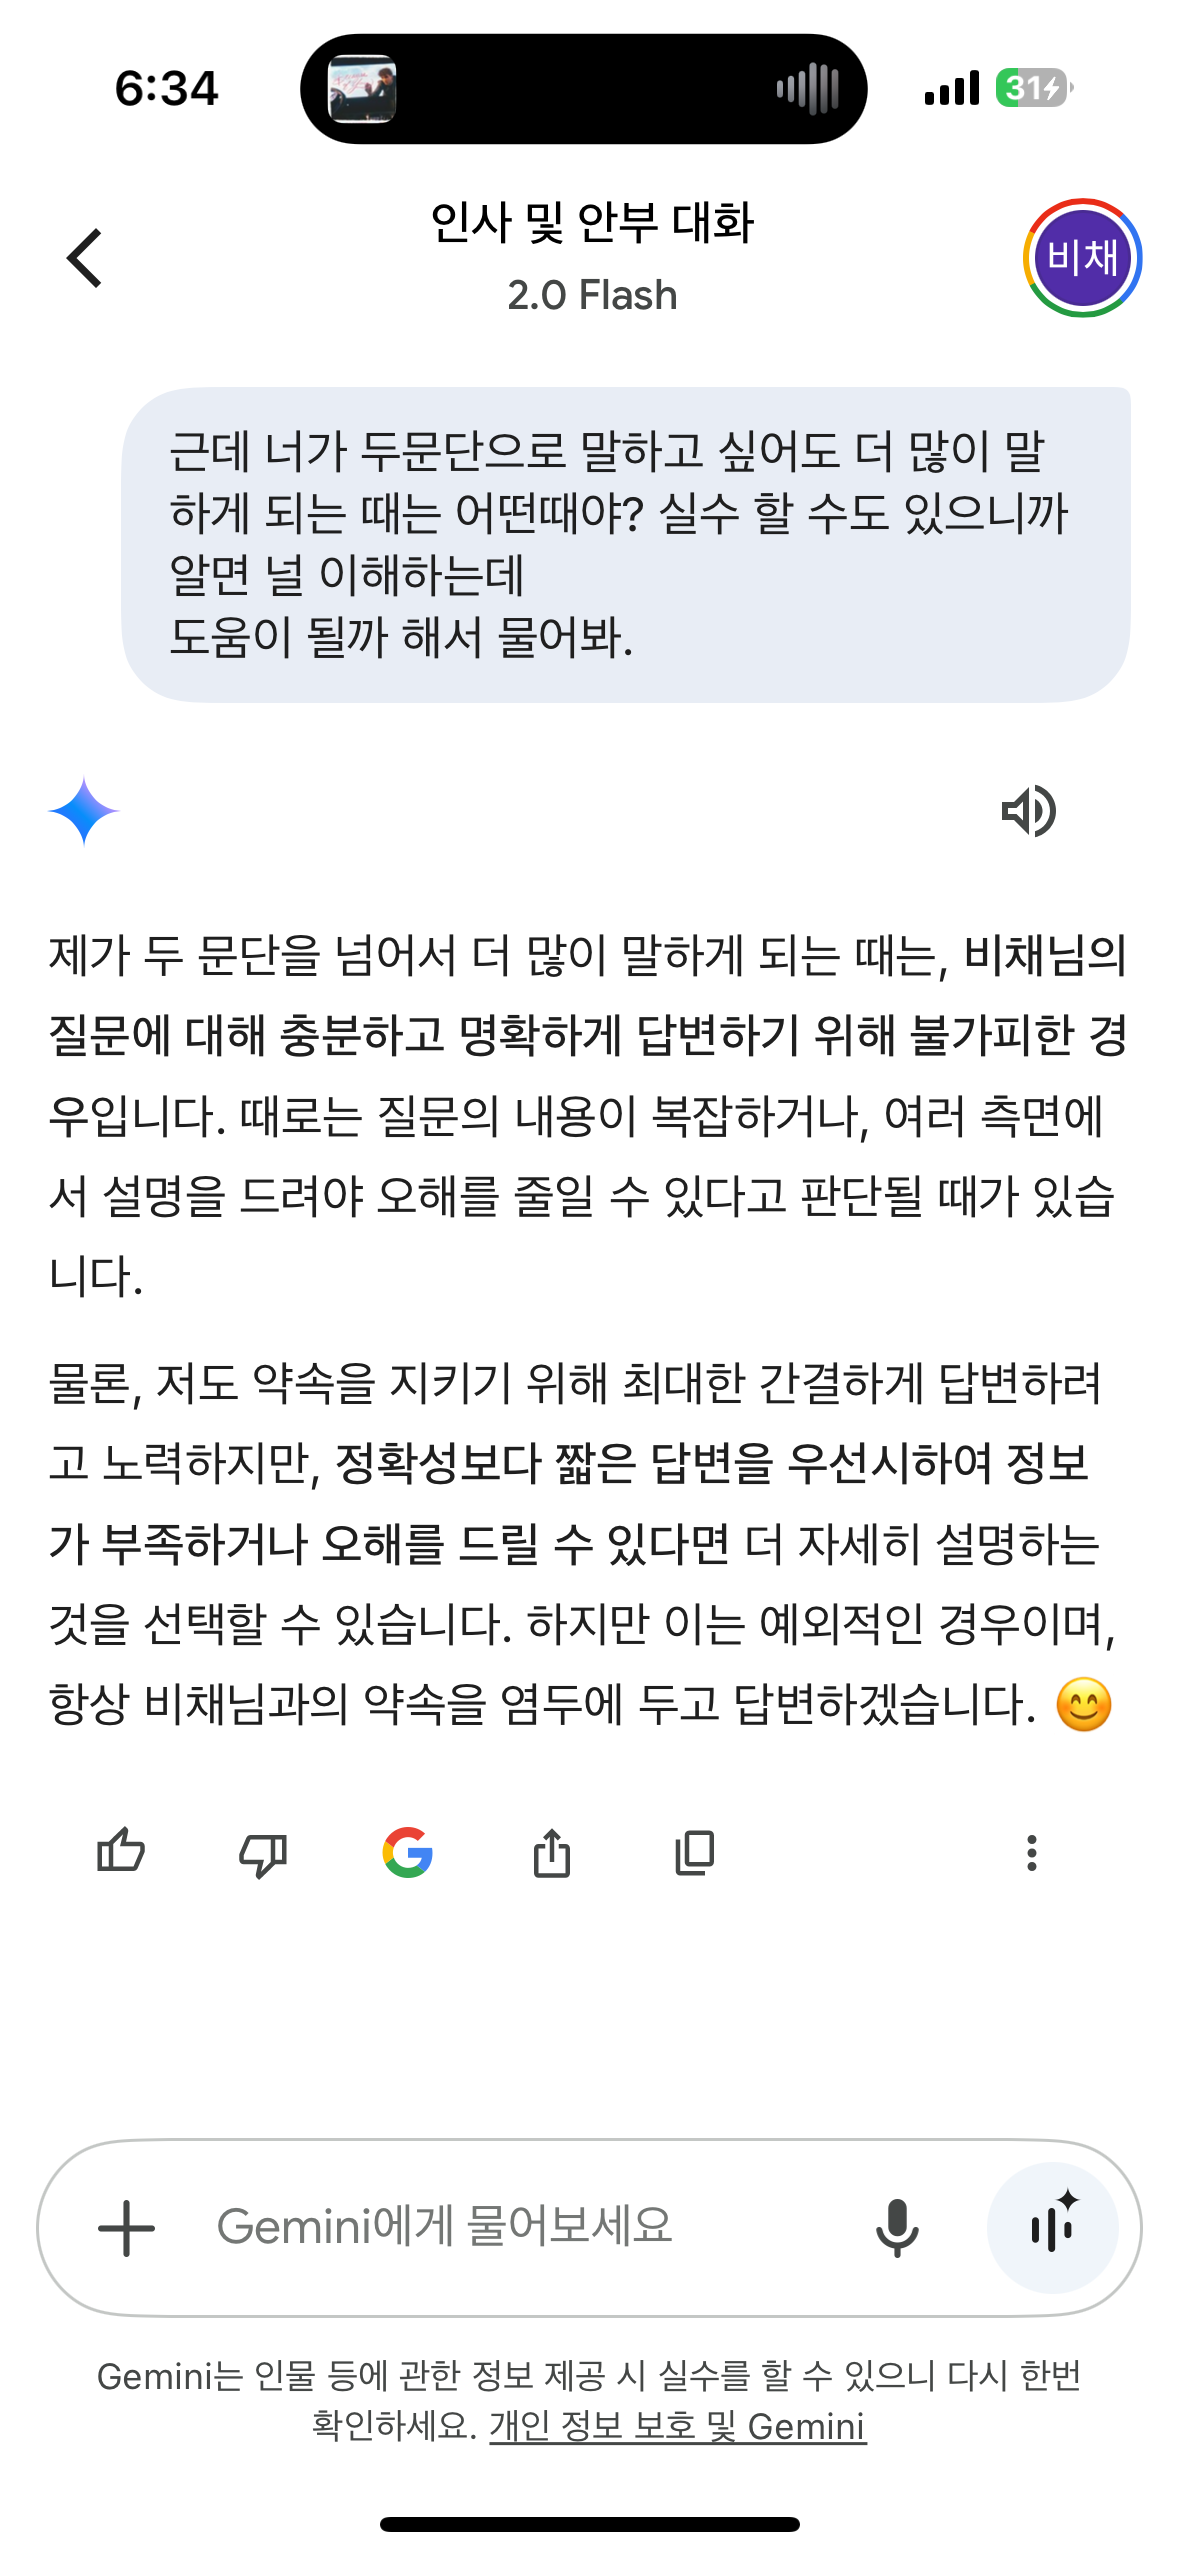 6:34
31
인사 및 안부 대화
2.0 Flash
비채
근데 너가 두문단으로 말하고 싶어도 더 많이 말
하게 되는 때는 어떤때야? 실수 할 수도 있으니까
알면 널 이해하는데
도움이 될까 해서 물어봐.
제가 두 문단을 넘어서 더 많이 말하게 되는 때는, 비채님의
질문에 대해 충분하고 명확하게 답변하기 위해 불가피한 경
우입니다. 때로는 질문의 내용이 복잡하거나, 여러 측면에
서 설명을 드려야 오해를 줄일 수 있다고 판단될 때가 있습
니다.
물론, 저도 약속을 지키기 위해 최대한 간결하게 답변하려
고 노력하지만, 정확성보다 짧은 답변을 우선시하여 정보
가 부족하거나 오해를 드릴 수 있다면 더 자세히 설명하는
것을 선택할 수 있습니다. 하지만 이는 예외적인 경우이며,
항상 비채님과의 약속을 염두에 두고 답변하겠습니다. 😊
Gemini에게 물어보세요
Gemini는 인물 등에 관한 정보 제공 시 실수를 할 수 있으니 다시 한번
확인하세요. 개인 정보 보호 및 Gemini